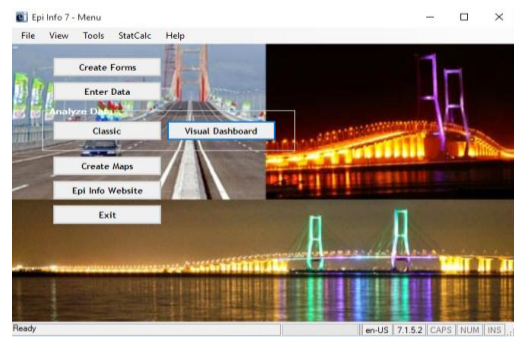 Epi Info 7 - Menu
File View Tools StatCalc Help
Create Forms
Enter Data
Analyze Data
Classic Visual Dashboard
Create Maps
Epi Info Website
Exit
Ready en-US 7.1.5.2 CAPS NUM INS